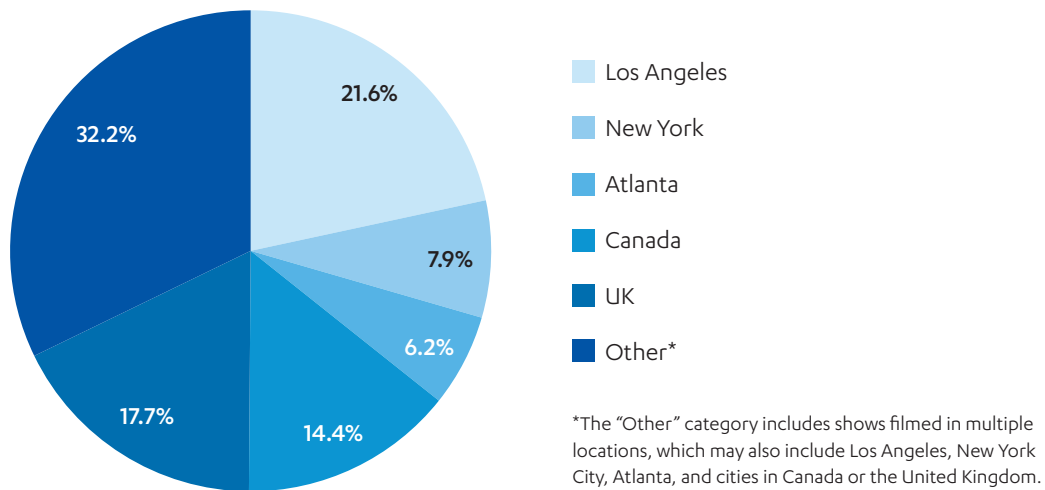 21.6%
7.9%
6.2%
14.4%
17.7%
32.2%
Los Angeles
New York
Atlanta
Canada
UK
Other*
*The “Other” category includes shows filmed in multiple
locations, which may also include Los Angeles, New York
City, Atlanta, and cities in Canada or the United Kingdom.